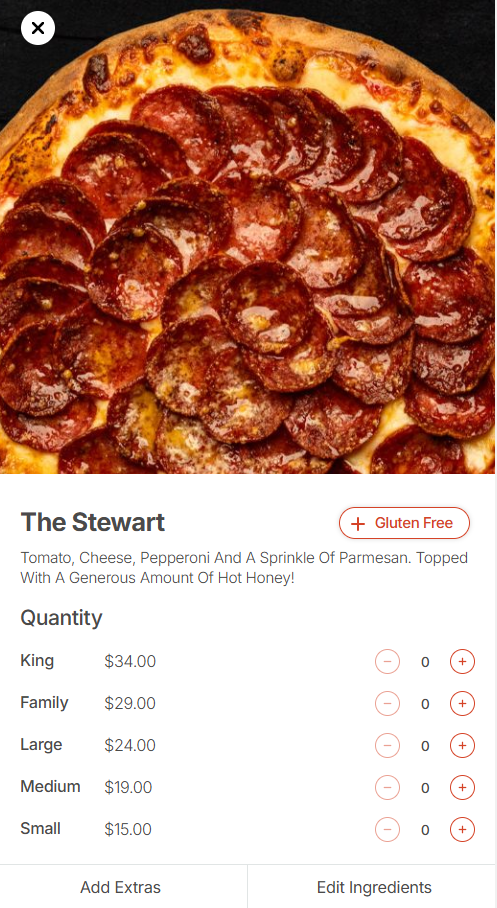 The Stewart
+ Gluten Free
Tomato, Cheese, Pepperoni And A Sprinkle Of Parmesan. Topped
With A Generous Amount Of Hot Honey!
Quantity
King $34.00 − 0 +
Family $29.00 − 0 +
Large $24.00 − 0 +
Medium $19.00 − 0 +
Small $15.00 − 0 +
Add Extras Edit Ingredients